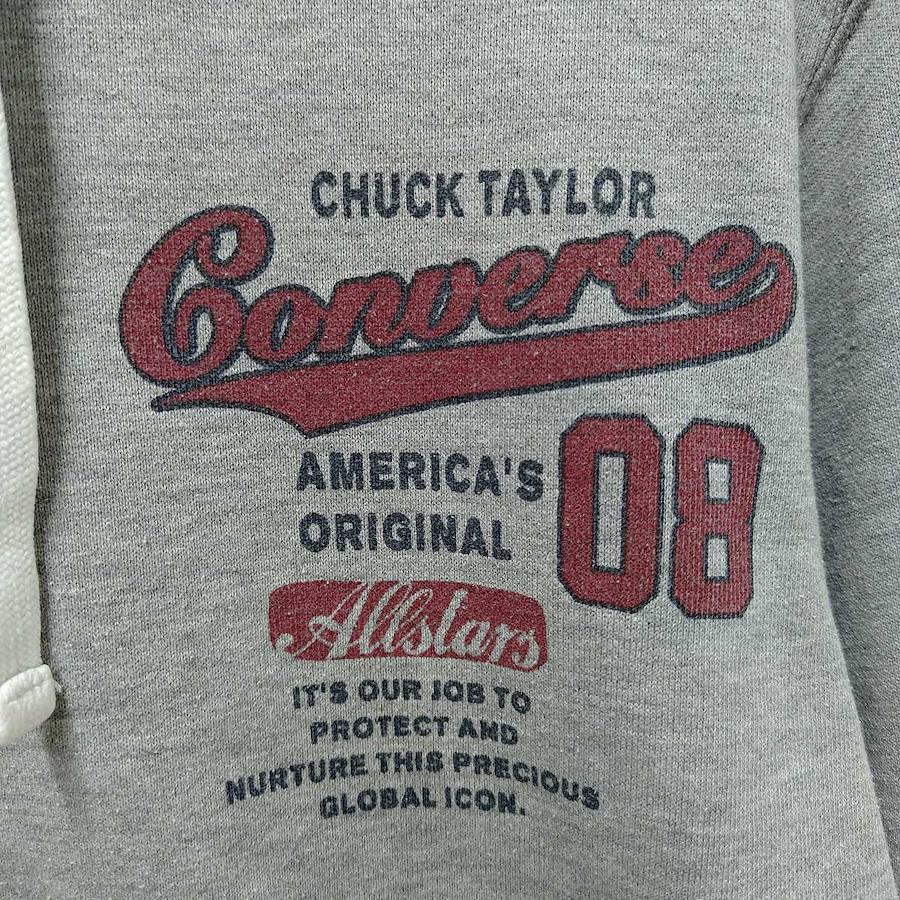 CHUCK TAYLOR
Converse
AMERICA'S
ORIGINAL
08
Allstars
IT'S OUR JOB TO
PROTECT AND
NURTURE THIS PRECIOUS
GLOBAL ICON.